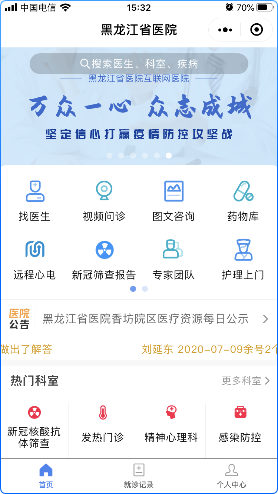 中国电信 15:32 70%
黑龙江省医院
搜索医生、科室、疾病
黑龙江省医院互联网医院
万众一心 众志成城
坚定信心打赢疫情防控攻坚战
找医生 视频问诊 图文咨询 药物库
远程心电 新冠筛查报告 专家团队 护理上门
医院公告 黑龙江省医院香坊院区医疗资源每日公示
做出了解答 刘延东 2020-07-09余号2个
热门科室 更多科室
新冠核酸抗体筛查 发热门诊 精神心理科 感染防控
首页 就诊记录 个人中心